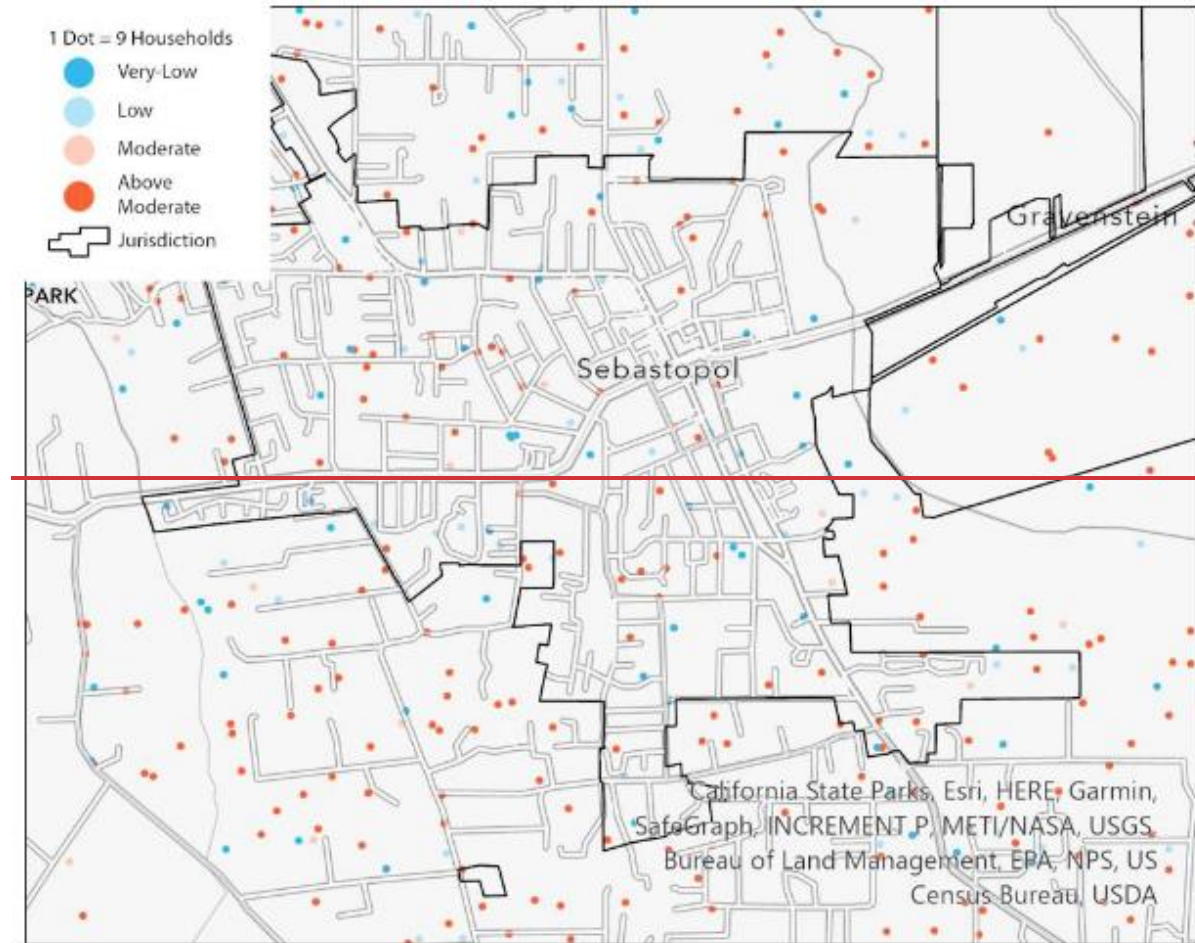 1 Dot = 9 Households
Very-Low
Low
Moderate
Above
Moderate
Jurisdiction
Gravenstein
PARK
Sebastopol
California State Parks, Esri, HERE, Garmin,
SafeGraph, INCREMENT P, METI/NASA, USGS,
Bureau of Land Management, EPA, NPS, US
Census Bureau, USDA